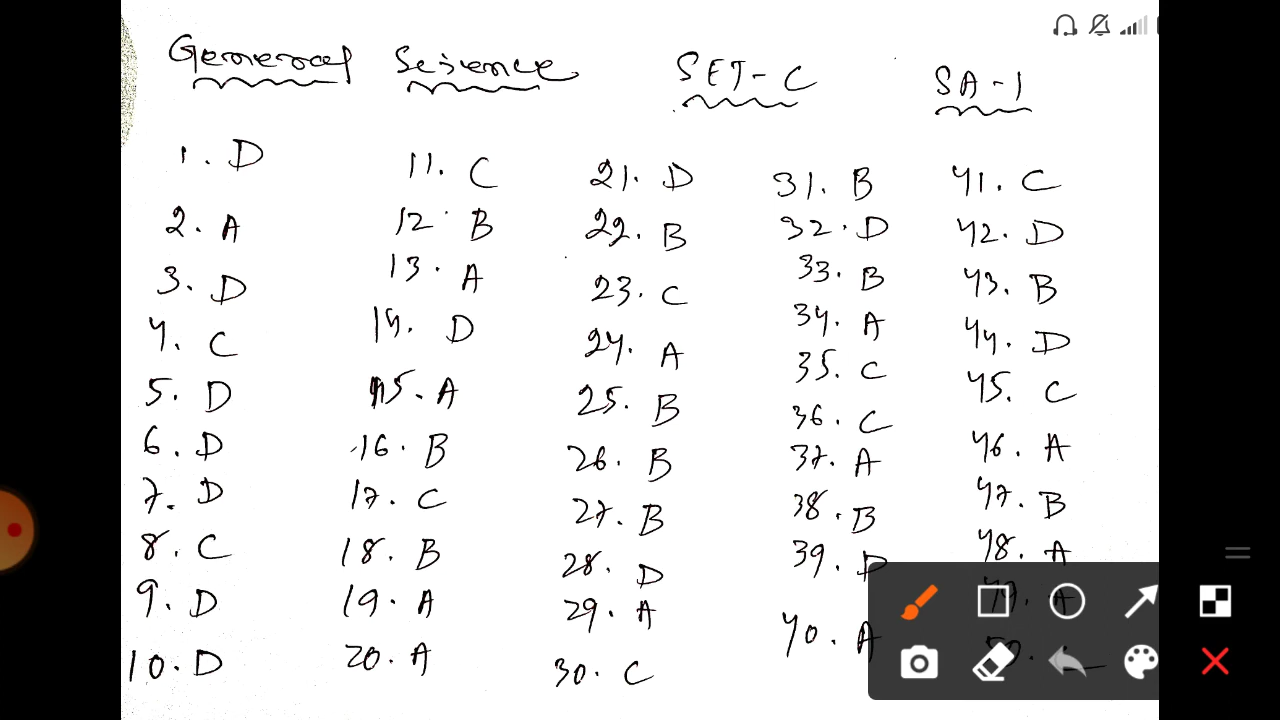 General Science SET-C SA-1
1. D
2. A
3. D
4. C
5. D
6. D
7. D
8. C
9. D
10. D
11. C
12 B
13. A
14. D
15. A
16. B
17. C
18. B
19. A
20. A
21. D
22. B
23. C
24. A
25. B
26. B
27. B
28. D
29. A
30. C
31. B
32. D
33. B
34. A
35. C
36. C
37. A
38. B
39. D
40. A
41. C
42. D
43. B
44. D
45. C
46. A
47. B
48. A
49. A
50.